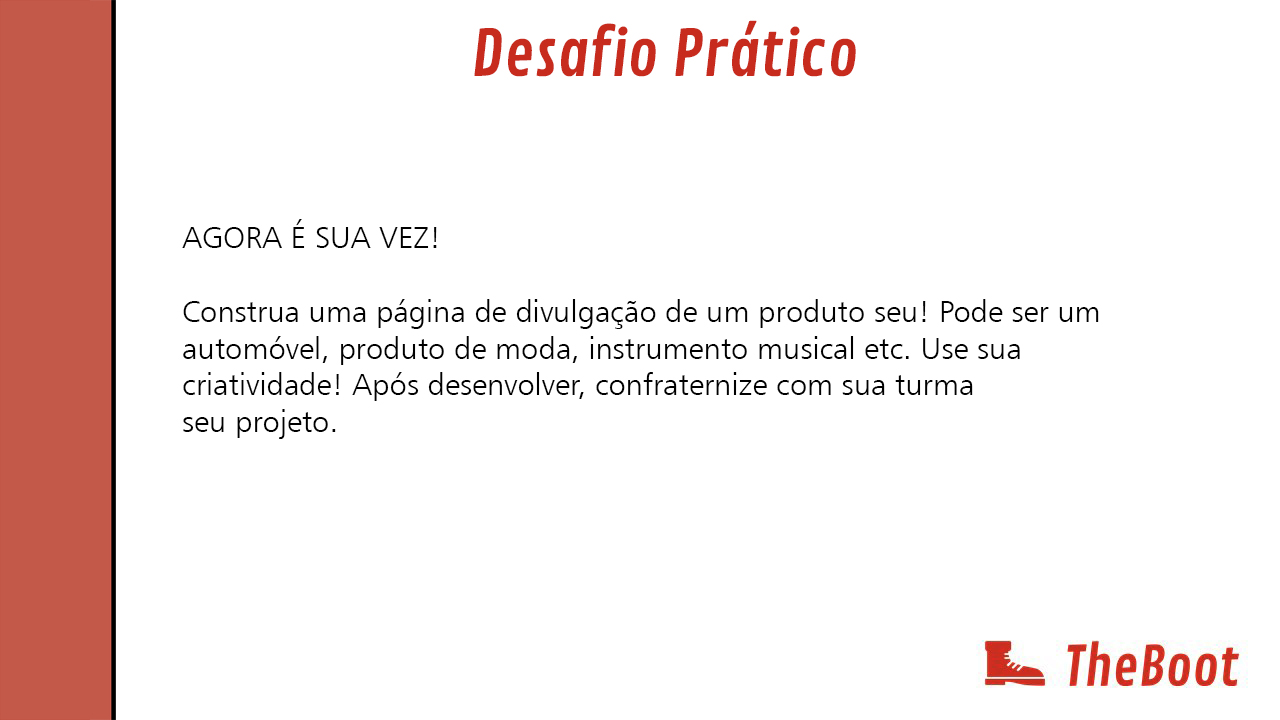 Desafio Prático
AGORA É SUA VEZ!
Construa uma página de divulgação de um produto seu! Pode ser um
automóvel, produto de moda, instrumento musical etc. Use sua
criatividade! Após desenvolver, confraternize com sua turma
seu projeto.
TheBoot